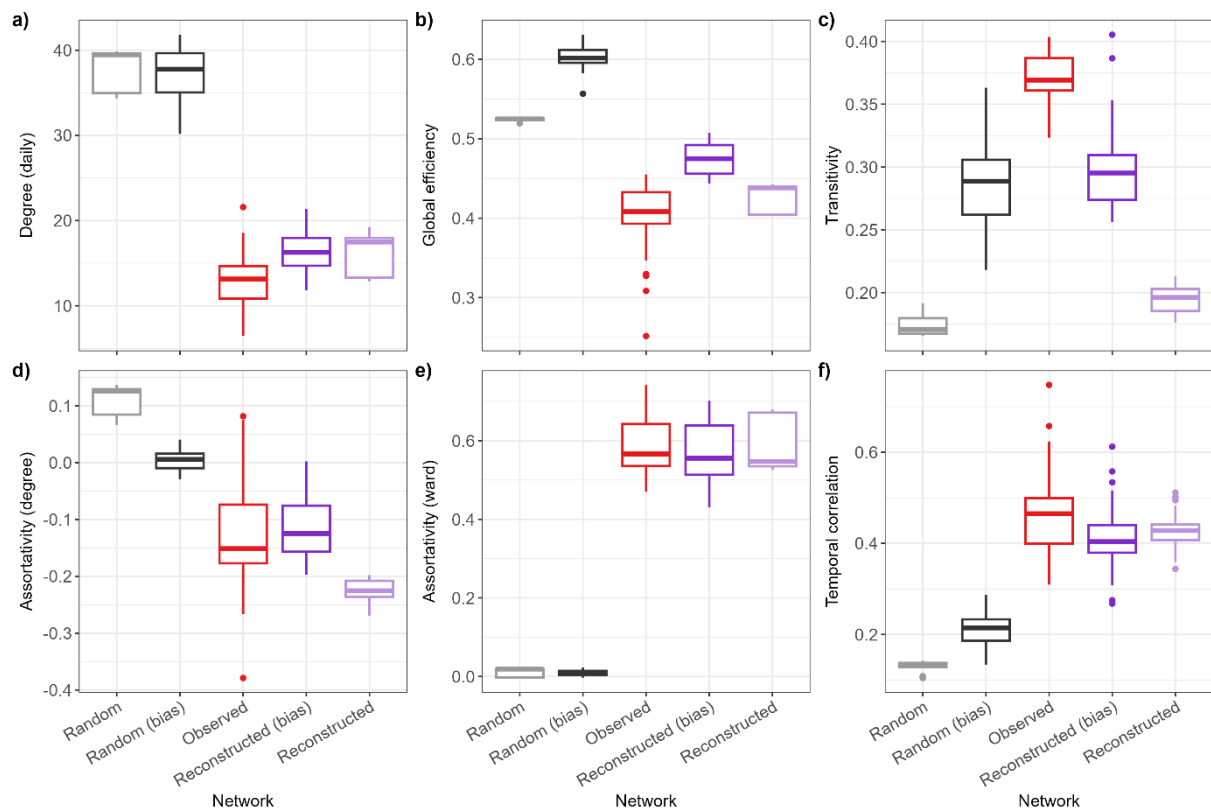 a)
Degree (daily)
40
30
20
10
b)
Global efficiency
0.6
0.5
0.4
0.3
c)
Transitivity
0.40
0.35
0.30
0.25
0.20
d)
Assortativity (degree)
0.1
0.0
-0.1
-0.2
-0.3
-0.4
Random
Random (bias)
Observed
Reconstructed (bias)
Reconstructed
Network
e)
Assortativity (ward)
0.6
0.4
0.2
0.0
Random
Random (bias)
Observed
Reconstructed (bias)
Reconstructed
Network
f)
Temporal correlation
0.6
0.4
0.2
Random
Random (bias)
Observed
Reconstructed (bias)
Reconstructed
Network